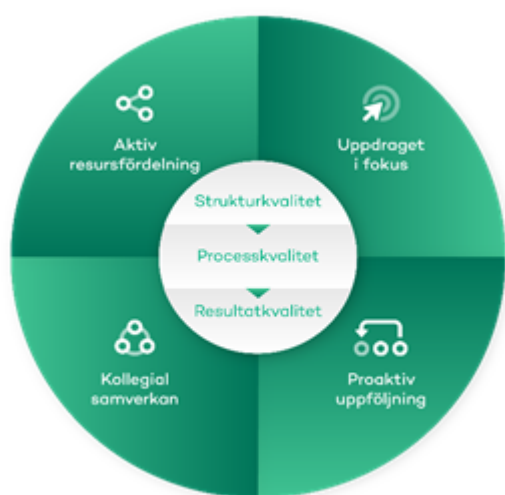 Aktiv
resursfördelning
Uppdraget
i fokus
Strukturkvalitet
Processkvalitet
Resultatkvalitet
Kollegial
samverkan
Proaktiv
uppföljning